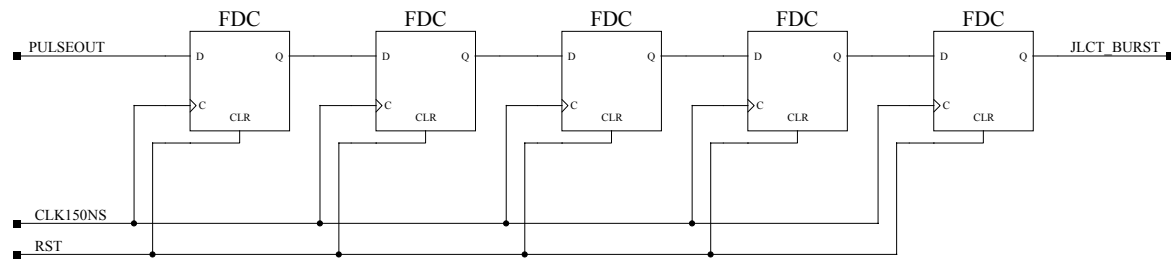 FDC FDC FDC FDC FDC
PULSEOUT D Q D Q D Q D Q D Q JLCT_BURST
C C C C C
CLR CLR CLR CLR CLR
CLK150NS
RST